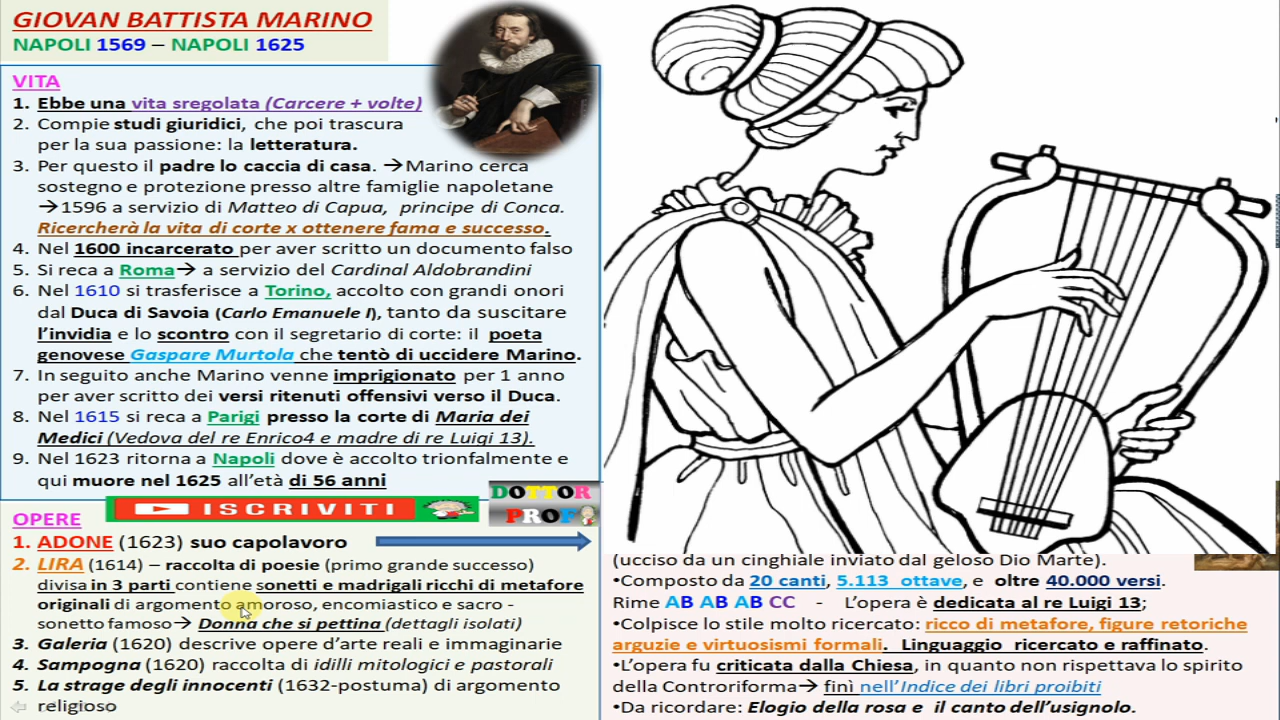 GIOVAN BATTISTA MARINO
NAPOLI 1569 – NAPOLI 1625
VITA
1. Ebbe una vita sregolata (Carcere + volte)
2. Compie studi giuridici, che poi trascura
per la sua passione: la letteratura.
3. Per questo il padre lo caccia di casa. →Marino cerca
sostegno e protezione presso altre famiglie napoletane
→1596 a servizio di Matteo di Capua, principe di Conca.
Ricercherà la vita di corte x ottenere fama e successo.
4. Nel 1600 incarcerato per aver scritto un documento falso
5. Si reca a Roma→ a servizio del Cardinal Aldobrandini
6. Nel 1610 si trasferisce a Torino, accolto con grandi onori
dal Duca di Savoia (Carlo Emanuele I), tanto da suscitare
l’invidia e lo scontro con il segretario di corte: il poeta
genovese Gaspare Murtola che tentò di uccidere Marino.
7. In seguito anche Marino venne imprigionato per 1 anno
per aver scritto dei versi ritenuti offensivi verso il Duca.
8. Nel 1615 si reca a Parigi presso la corte di Maria dei
Medici (Vedova del re Enrico4 e madre di re Luigi 13).
9. Nel 1623 ritorna a Napoli dove è accolto trionfalmente e
qui muore nel 1625 all’età di 56 anni
ISCRIVITI
DOTTOR
PROF
OPERE
1. ADONE (1623) suo capolavoro
2. LIRA (1614) – raccolta di poesie (primo grande successo)
divisa in 3 parti contiene sonetti e madrigali ricchi di metafore
originali di argomento amoroso, encomiastico e sacro -
sonetto famoso→ Donna che si pettina (dettagli isolati)
3. Galeria (1620) descrive opere d’arte reali e immaginarie
4. Sampogna (1620) raccolta di idilli mitologici e pastorali
5. La strage degli innocenti (1632-postuma) di argomento
religioso
(ucciso da un cinghiale inviato dal geloso Dio Marte).
•Composto da 20 canti, 5.113 ottave, e oltre 40.000 versi.
Rime AB AB AB CC - L’opera è dedicata al re Luigi 13;
•Colpisce lo stile molto ricercato: ricco di metafore, figure retoriche
arguzie e virtuosismi formali. Linguaggio ricercato e raffinato.
•L’opera fu criticata dalla Chiesa, in quanto non rispettava lo spirito
della Controriforma→ finì nell’Indice dei libri proibiti
•Da ricordare: Elogio della rosa e il canto dell’usignolo.